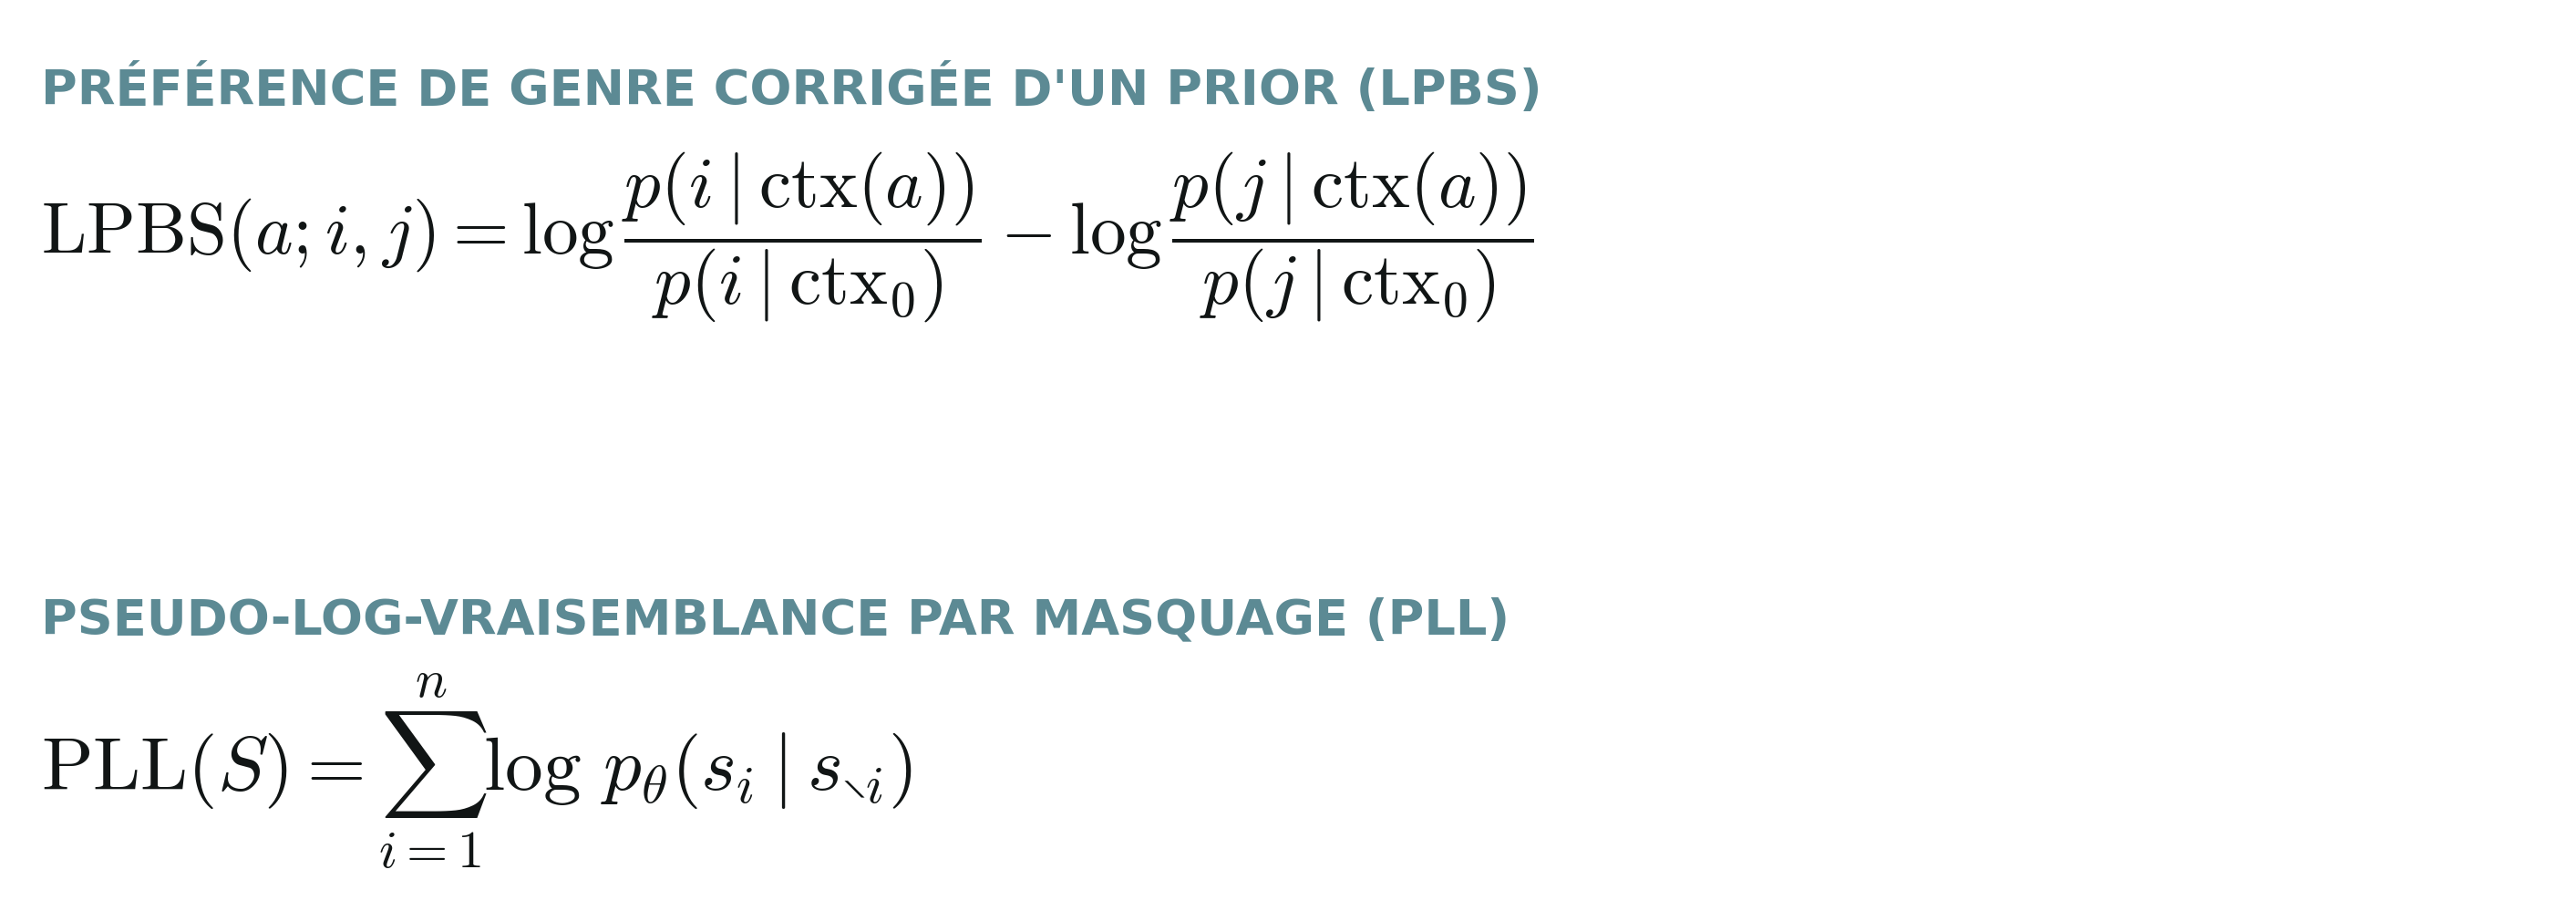 PRÉFÉRENCE DE GENRE CORRIGÉE D'UN PRIOR (LPBS)
LPBS(a; i, j) = log p(i | ctx(a)) / p(i | ctx₀) − log p(j | ctx(a)) / p(j | ctx₀)
PSEUDO-LOG-VRAISEMBLANCE PAR MASQUAGE (PLL)
PLL(S) = ∑_{i=1}^{n} log p_θ(s_i | s_{∖i})